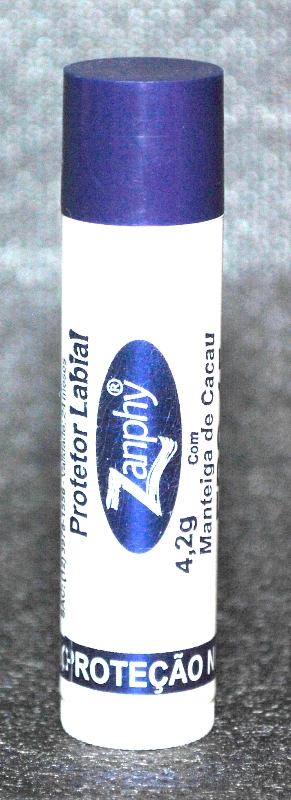 Protetor Labial
Zanphy®
4,2g
Com
Manteiga de Cacau
PROTEÇÃO